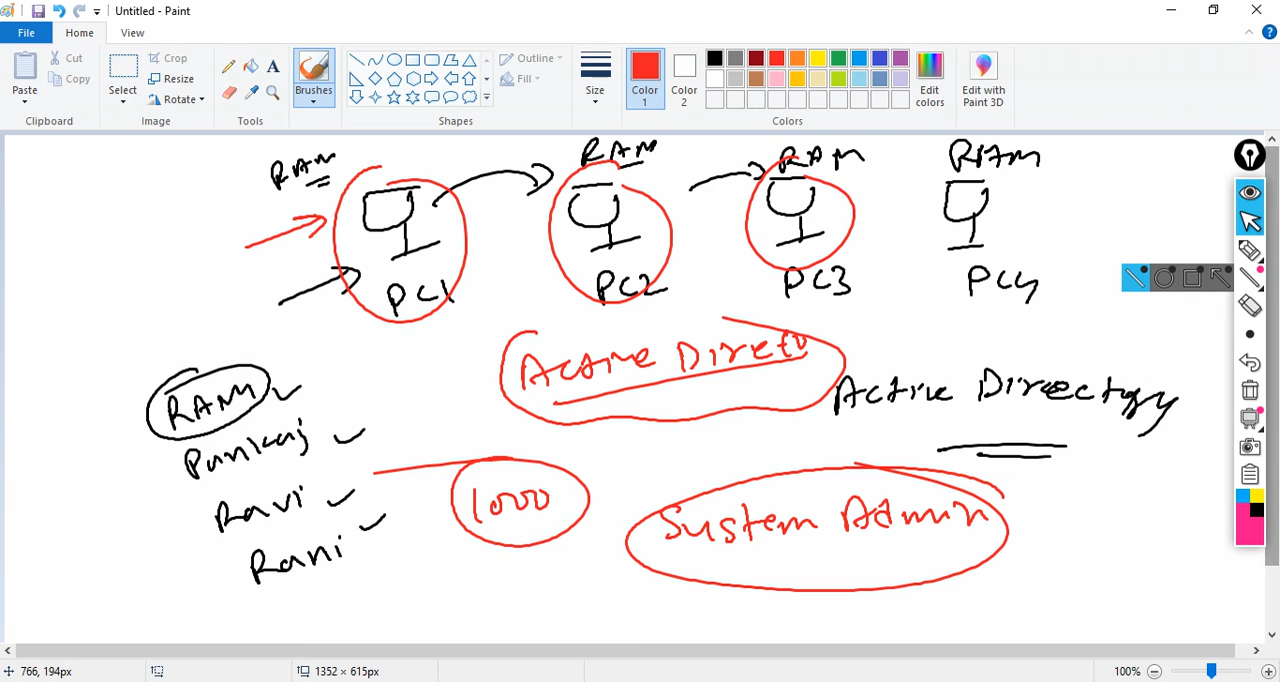 Untitled - Paint
File Home View
Paste Cut Copy Select Crop Resize Rotate Brushes Outline Fill Size Color 1 Color 2 Edit colors Edit with Paint 3D
Clipboard Image Tools Shapes Colors
RAM RAM RAM RAM
PC1 PC2 PC3 PC4
Active Directo
Active Directory
RAM
Punkaj
Ravi
Rani
1000
System Admin
766, 194px 1352 × 615px 100%